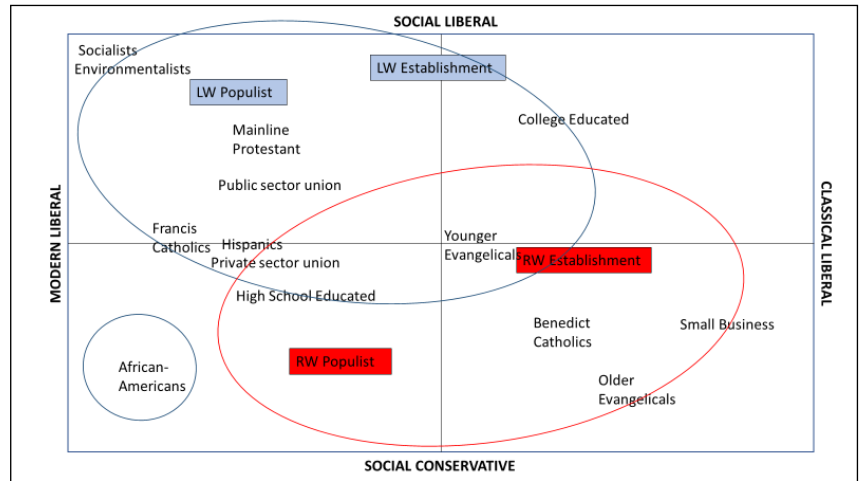 SOCIAL LIBERAL
Socialists
Environmentalists
LW Establishment
LW Populist
College Educated
Mainline
Protestant
Public sector union
MODERN LIBERAL
CLASSICAL LIBERAL
Francis
Catholics
Hispanics
Private sector union
Younger
Evangelicals
RW Establishment
High School Educated
Benedict
Catholics
Small Business
African-
Americans
RW Populist
Older
Evangelicals
SOCIAL CONSERVATIVE